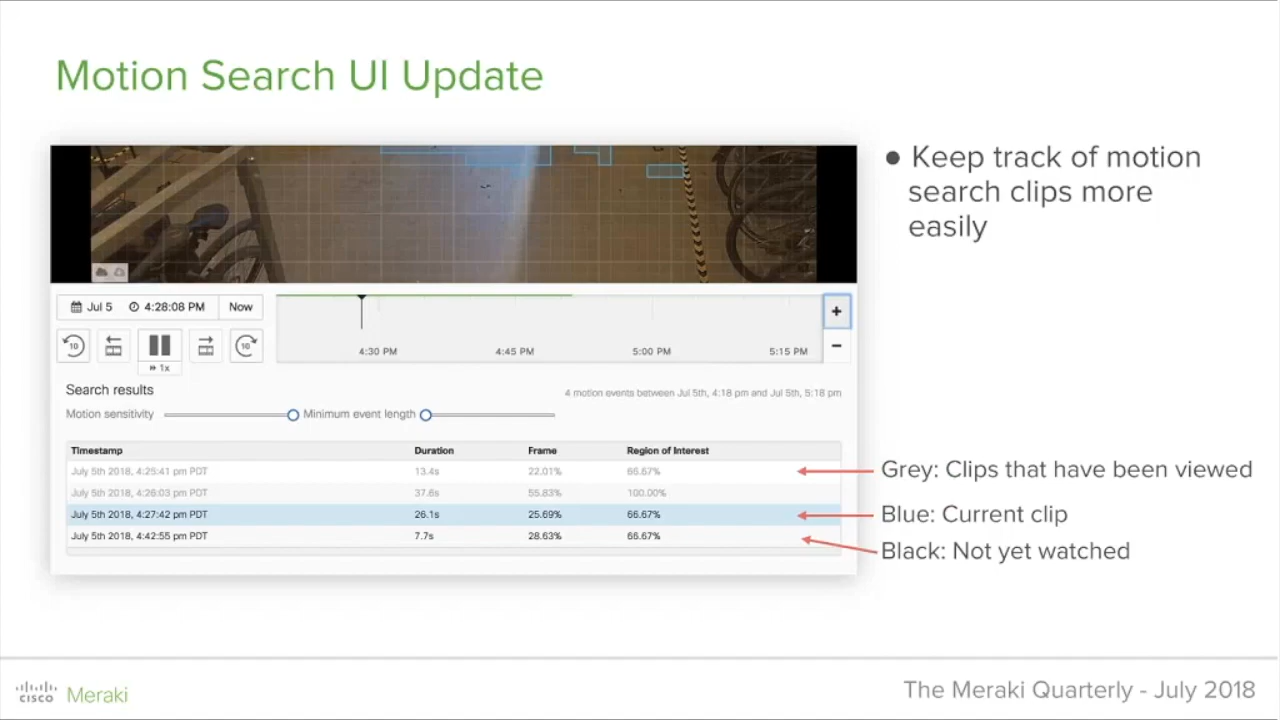 Motion Search UI Update
● Keep track of motion
search clips more
easily
Jul 5 4:28:08 PM Now
+
10 10
1x
4:30 PM 4:45 PM 5:00 PM 5:15 PM
−
Search results
4 motion events between Jul 5th, 4:18 pm and Jul 5th, 5:18 pm
Motion sensitivity Minimum event length
Timestamp Duration Frame Region of Interest
July 5th 2018, 4:25:41 pm PDT 13.4s 22.01% 66.67%
July 5th 2018, 4:26:03 pm PDT 37.6s 55.83% 100.00%
July 5th 2018, 4:27:42 pm PDT 26.1s 25.69% 66.67%
July 5th 2018, 4:42:55 pm PDT 7.7s 28.63% 66.67%
Grey: Clips that have been viewed
Blue: Current clip
Black: Not yet watched
CISCO Meraki
The Meraki Quarterly - July 2018